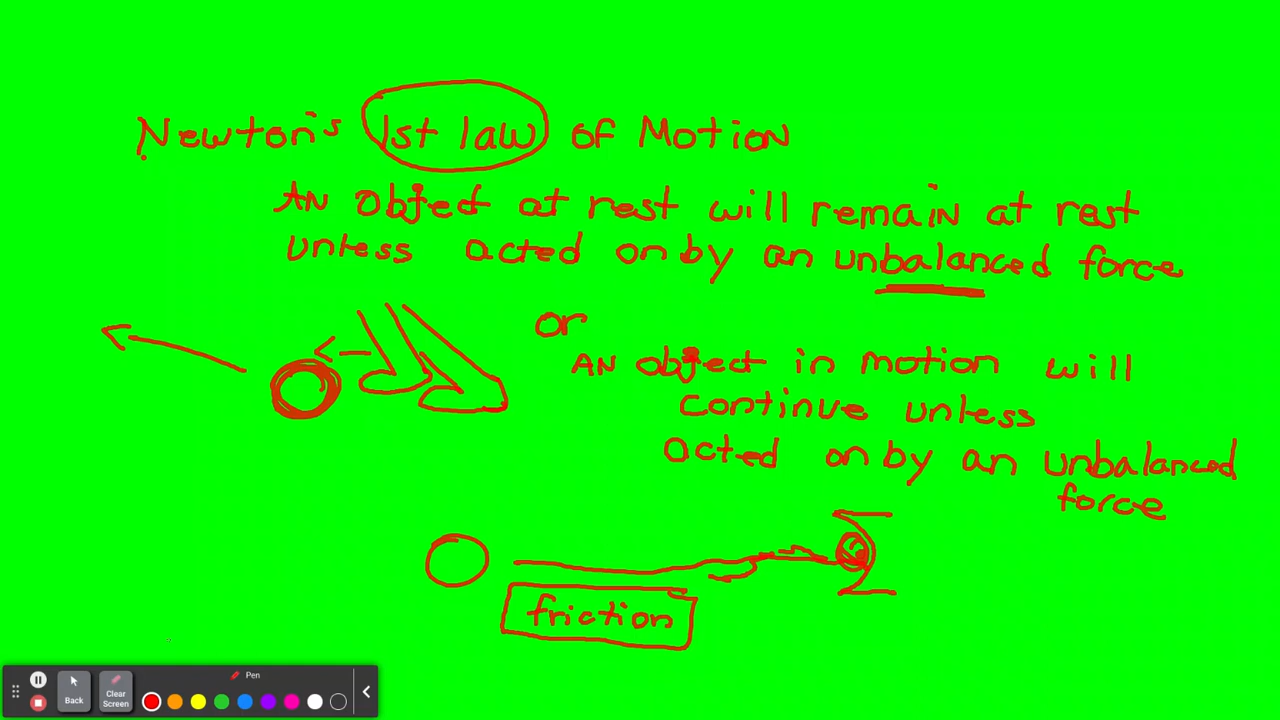 Newton's 1st law of Motion
AN Object at rest will remain at rest
unless acted on by an unbalanced force
or
AN object in motion will
continue unless
acted on by an unbalanced
force
friction
Pen
Back
Clear
Screen